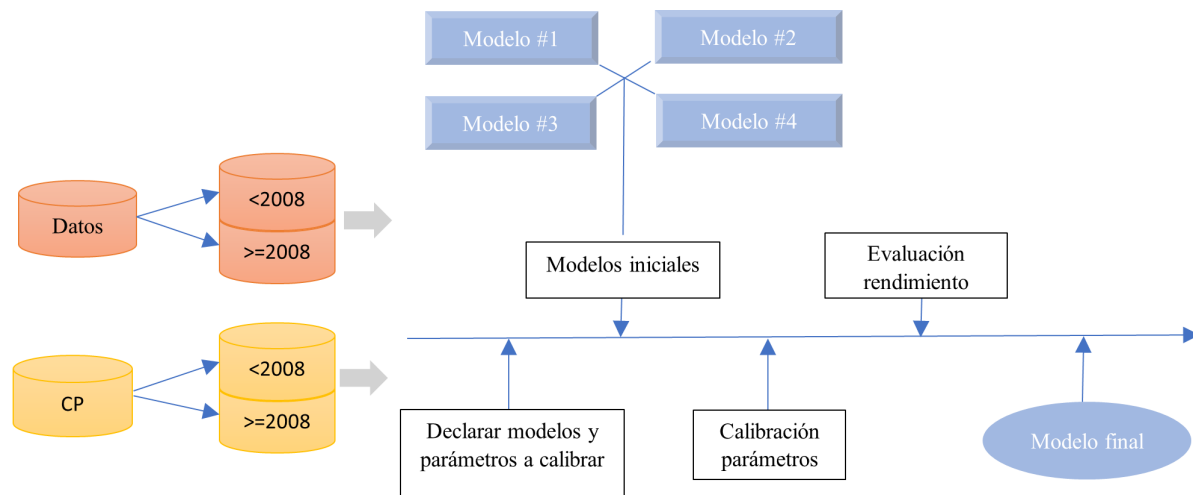 Modelo #1
Modelo #2
Modelo #3
Modelo #4
Datos
<2008
>=2008
Modelos iniciales
Evaluación
rendimiento
CP
<2008
>=2008
Declarar modelos y
parámetros a calibrar
Calibración
parámetros
Modelo final